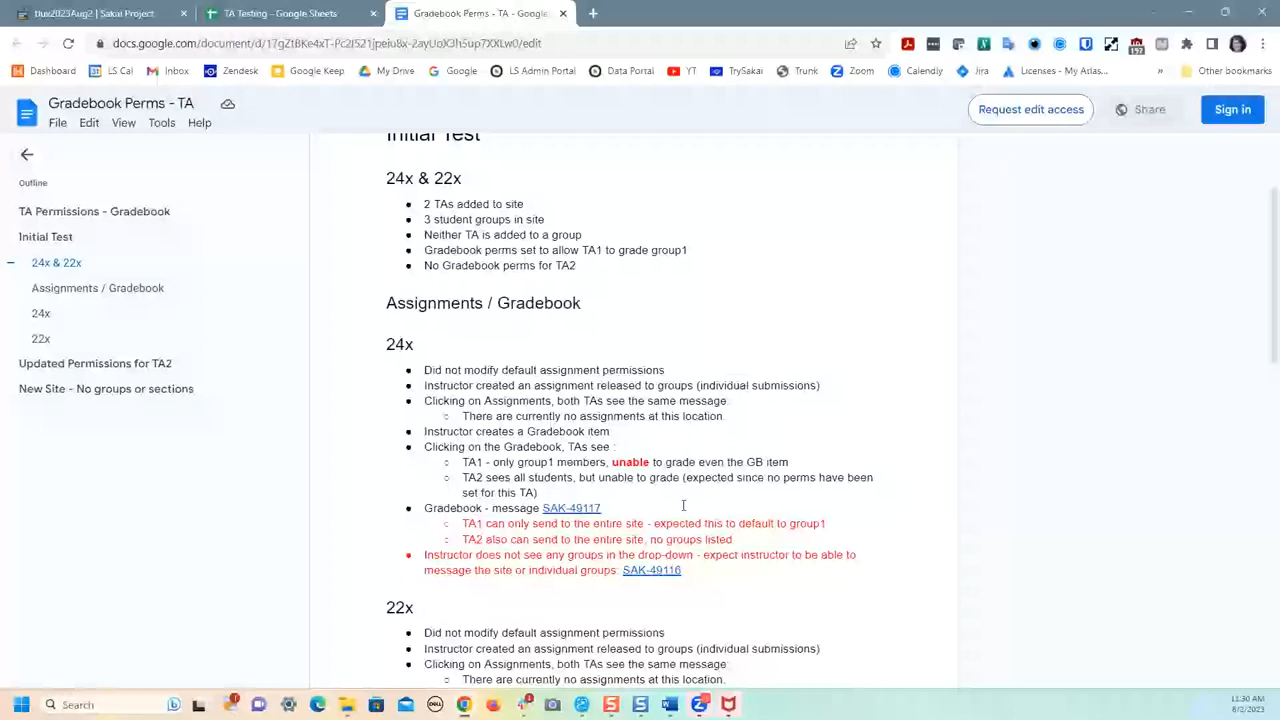 tlux2023Aug2 | Sakai Project
TA Testing - Google Sheets
Gradebook Perms - TA - Google
docs.google.com/document/d/17gZtBKe4xT-Pc2I521jpeiu8x-2ayUoX3h5up7XXLw0/edit
197
Dashboard
LS Cal
Inbox
Zendesk
Google Keep
My Drive
Google
LS Admin Portal
Data Portal
YT
TrySakai
Trunk
Zoom
Calendly
Jira
Licenses - My Atlas...
Other bookmarks
Gradebook Perms - TA
File Edit View Tools Help
Request edit access
Share
Sign in
Outline
TA Permissions - Gradebook
Initial Test
24x & 22x
Assignments / Gradebook
24x
22x
Updated Permissions for TA2
New Site - No groups or sections
Initial Test
24x & 22x
2 TAs added to site
3 student groups in site
Neither TA is added to a group
Gradebook perms set to allow TA1 to grade group1
No Gradebook perms for TA2
Assignments / Gradebook
24x
Did not modify default assignment permissions
Instructor created an assignment released to groups (individual submissions)
Clicking on Assignments, both TAs see the same message:
There are currently no assignments at this location.
Instructor creates a Gradebook item
Clicking on the Gradebook, TAs see :
TA1 - only group1 members, unable to grade even the GB item
TA2 sees all students, but unable to grade (expected since no perms have been
set for this TA)
Gradebook - message SAK-49117
TA1 can only send to the entire site - expected this to default to group1
TA2 also can send to the entire site, no groups listed
Instructor does not see any groups in the drop-down - expect instructor to be able to
message the site or individual groups: SAK-49116
22x
Did not modify default assignment permissions
Instructor created an assignment released to groups (individual submissions)
Clicking on Assignments, both TAs see the same message:
There are currently no assignments at this location.
Search
11:30 AM
8/2/2023